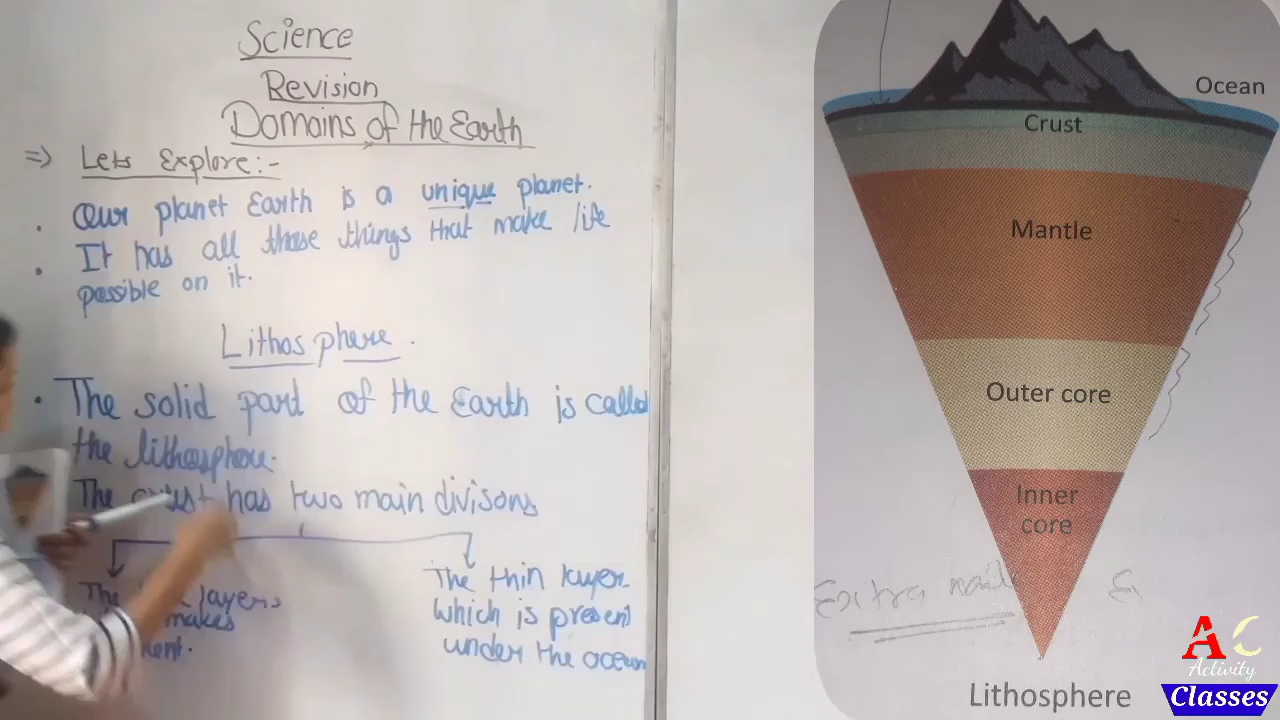 Science
Revision
Domains of the Earth
=> Lets Explore:-
. Our planet Earth is a unique planet.
. It has all those things that make life
possible on it.
Lithosphere.
. The solid part of the Earth is called
the lithosphere.
The crust has two main divisons
The layers
makes
The thin layer
which is present
under the ocean
Ocean
Crust
Mantle
Outer core
Inner
core
Extra
Lithosphere
AC
Activity
Classes